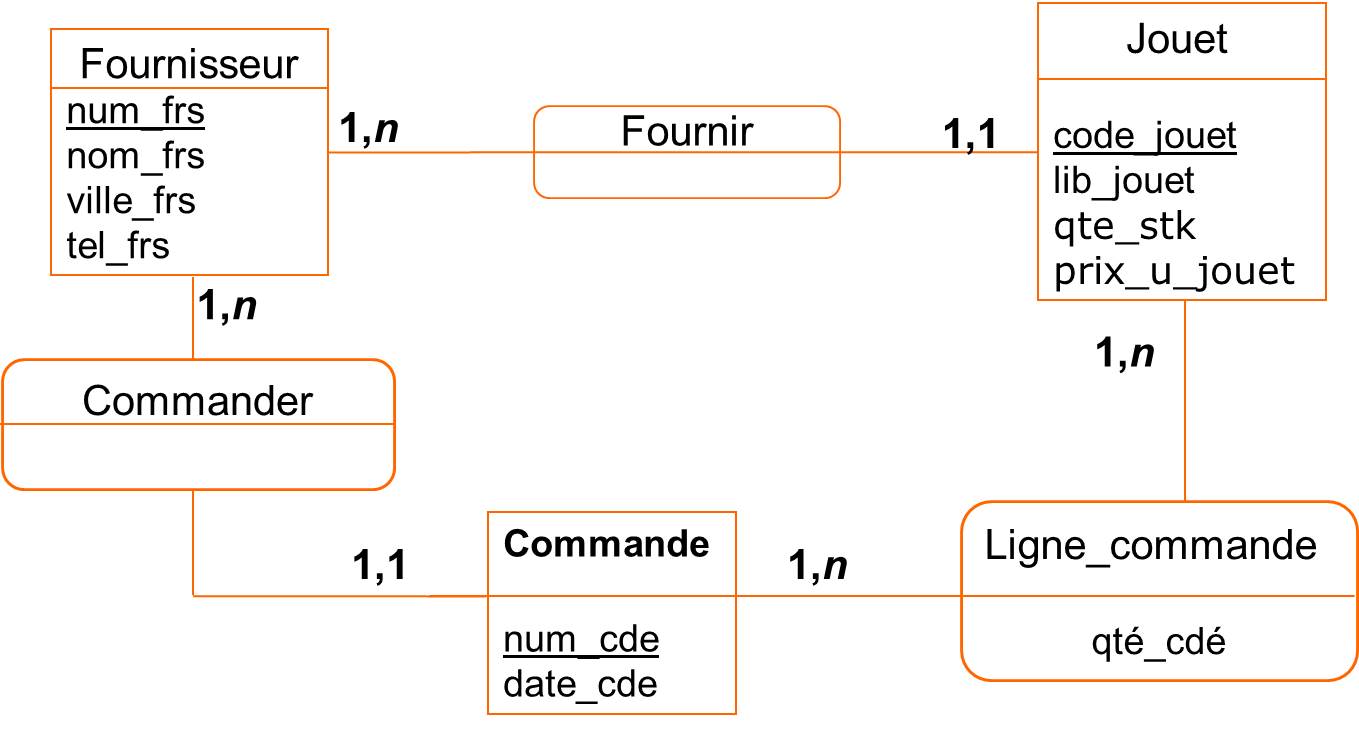 Fournisseur
num_frs
nom_frs
ville_frs
tel_frs
1,n
Fournir
1,1
Jouet
code_jouet
lib_jouet
qte_stk
prix_u_jouet
1,n
Commander
1,n
1,1
Commande
num_cde
date_cde
1,n
Ligne_commande
qté_cdé